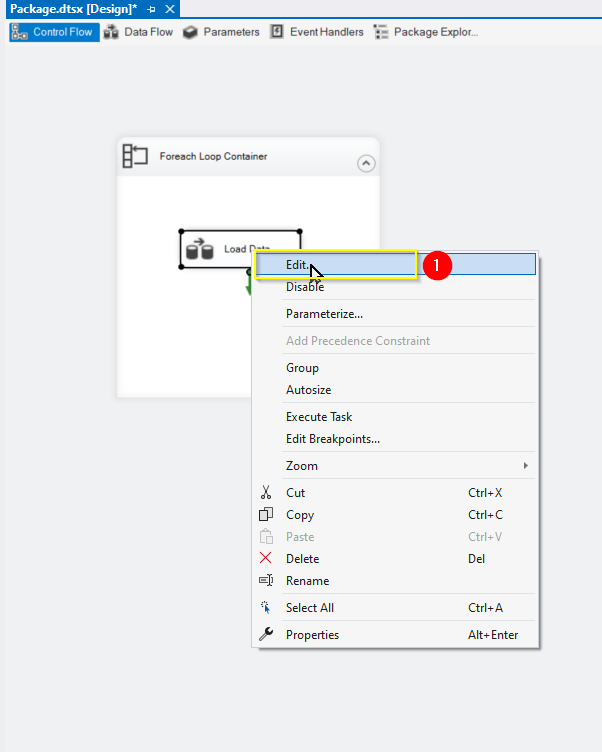 Package.dtsx [Design]*
Control Flow Data Flow Parameters Event Handlers Package Explor...
Foreach Loop Container
Load Data
Edit...
1
Disable
Parameterize...
Add Precedence Constraint
Group
Autosize
Execute Task
Edit Breakpoints...
Zoom
Cut Ctrl+X
Copy Ctrl+C
Paste Ctrl+V
Delete Del
Rename
Select All Ctrl+A
Properties Alt+Enter